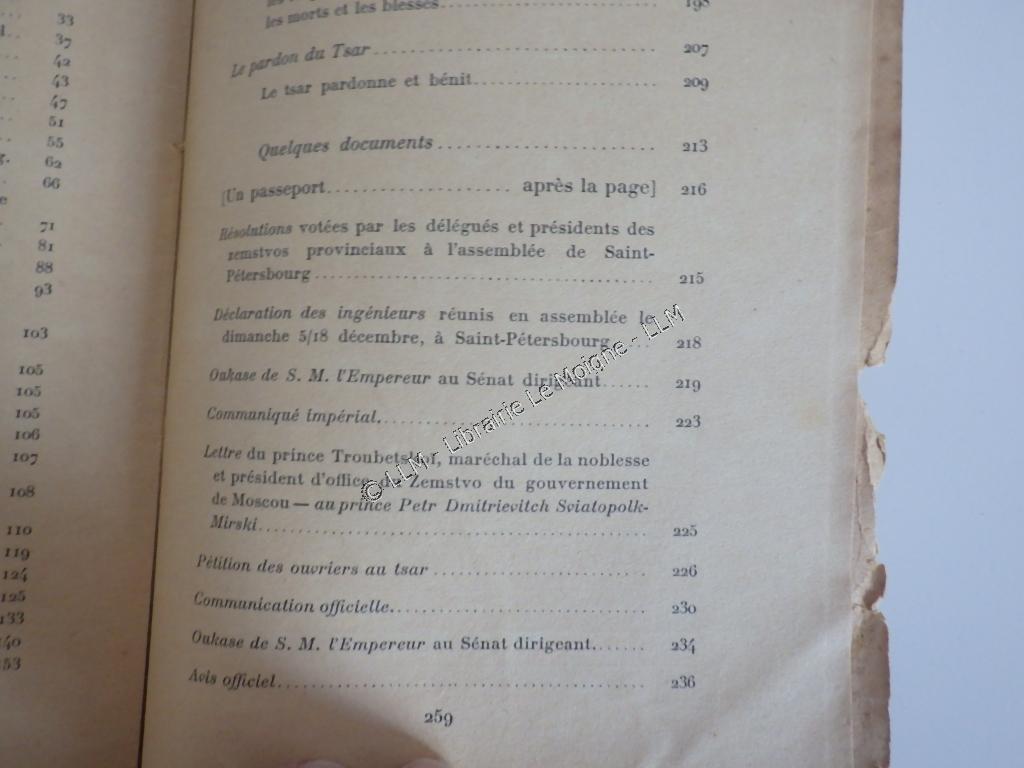 33
37
42
43
47
51
55
62
66
71
81
88
93
103
105
105
105
106
107
108
110
119
124
125
133
140
153
les morts et les blessés.................... 198
Le pardon du Tsar.............................. 207
Le tsar pardonne et bénit................... 209
Quelques documents....................... 213
[Un passeport................... après la page] 216
Résolutions votées par les délégués et présidents des
zemstvos provinciaux à l'assemblée de Saint-
Pétersbourg.................................... 215
Déclaration des ingénieurs réunis en assemblée le
dimanche 5/18 décembre, à Saint-Pétersbourg..... 218
Oukase de S. M. l'Empereur au Sénat dirigeant...... 219
Communiqué impérial............................ 223
Lettre du prince Troubetskoï, maréchal de la noblesse
et président d'office du Zemstvo du gouvernement
de Moscou — au prince Petr Dmitrievitch Sviatopolk-
Mirski......................................... 225
Pétition des ouvriers au tsar....................... 226
Communication officielle........................... 230
Oukase de S. M. l'Empereur au Sénat dirigeant....... 234
Avis officiel....................................... 236
259
© LLM - Librairie Le Moigne - LLM